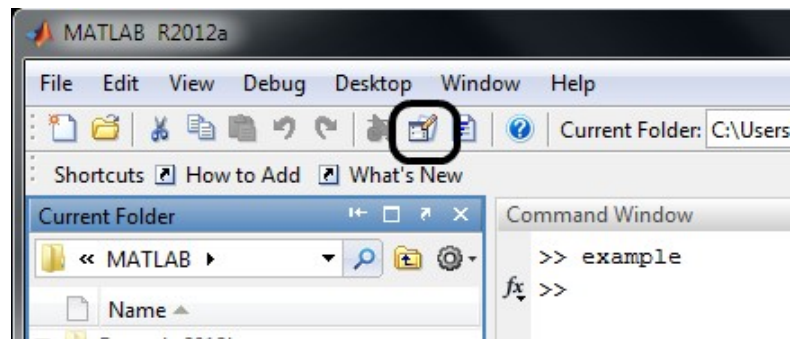 MATLAB R2012a
File Edit View Debug Desktop Window Help
Current Folder: C:\Users
Shortcuts How to Add What's New
Current Folder
Command Window
« MATLAB
>> example
fx >>
Name